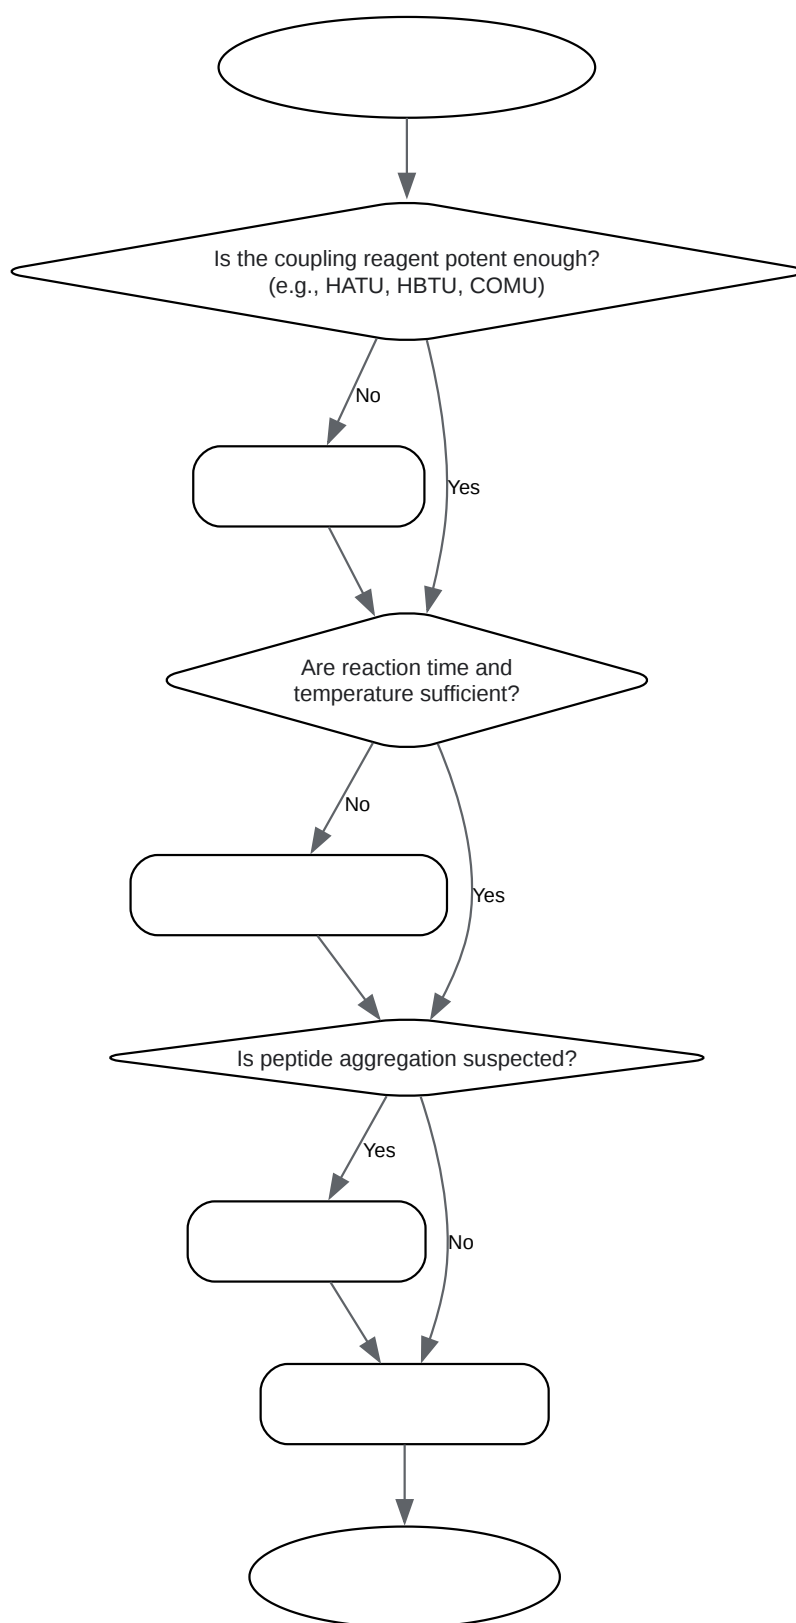 Is the coupling reagent potent enough?
(e.g., HATU, HBTU, COMU)
No
Yes
Are reaction time and
temperature sufficient?
No
Yes
Is peptide aggregation suspected?
Yes
No